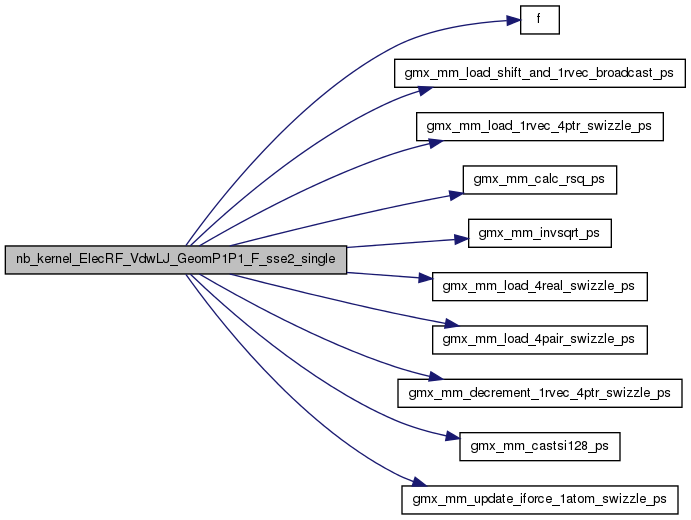 f
gmx_mm_load_shift_and_1rvec_broadcast_ps
gmx_mm_load_1rvec_4ptr_swizzle_ps
gmx_mm_calc_rsq_ps
gmx_mm_invsqrt_ps
nb_kernel_ElecRF_VdwLJ_GeomP1P1_F_sse2_single
gmx_mm_load_4real_swizzle_ps
gmx_mm_load_4pair_swizzle_ps
gmx_mm_decrement_1rvec_4ptr_swizzle_ps
gmx_mm_castsi128_ps
gmx_mm_update_iforce_1atom_swizzle_ps